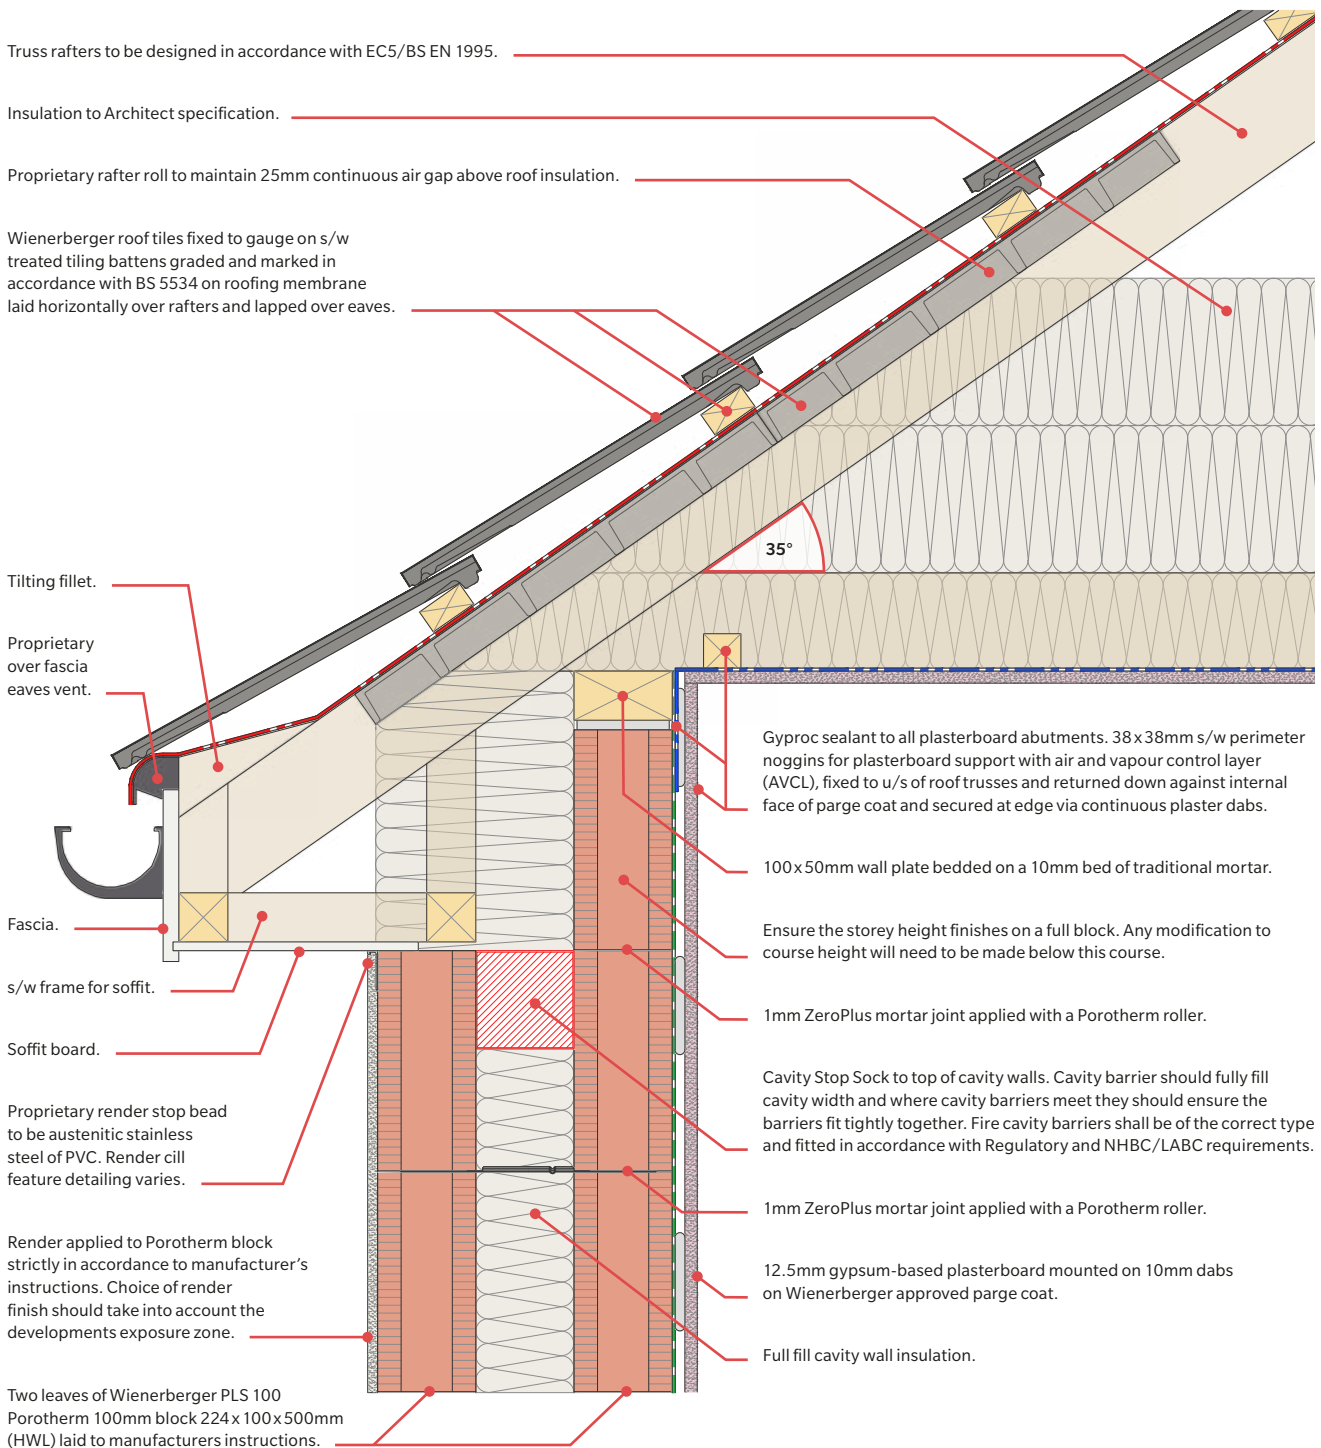 Truss rafters to be designed in accordance with EC5/BS EN 1995.
Insulation to Architect specification.
Proprietary rafter roll to maintain 25mm continuous air gap above roof insulation.
Wienerberger roof tiles fixed to gauge on s/w
treated tiling battens graded and marked in
accordance with BS 5534 on roofing membrane
laid horizontally over rafters and lapped over eaves.
35°
Tilting fillet.
Proprietary
over fascia
eaves vent.
Fascia.
s/w frame for soffit.
Soffit board.
Proprietary render stop bead
to be austenitic stainless
steel of PVC. Render cill
feature detailing varies.
Render applied to Porotherm block
strictly in accordance to manufacturer's
instructions. Choice of render
finish should take into account the
developments exposure zone.
Two leaves of Wienerberger PLS 100
Porotherm 100mm block 224 x 100 x 500mm
(HWL) laid to manufacturers instructions.
Gyproc sealant to all plasterboard abutments. 38 x 38mm s/w perimeter
noggins for plasterboard support with air and vapour control layer
(AVCL), fixed to u/s of roof trusses and returned down against internal
face of parge coat and secured at edge via continuous plaster dabs.
100 x 50mm wall plate bedded on a 10mm bed of traditional mortar.
Ensure the storey height finishes on a full block. Any modification to
course height will need to be made below this course.
1mm ZeroPlus mortar joint applied with a Porotherm roller.
Cavity Stop Sock to top of cavity walls. Cavity barrier should fully fill
cavity width and where cavity barriers meet they should ensure the
barriers fit tightly together. Fire cavity barriers shall be of the correct type
and fitted in accordance with Regulatory and NHBC/LABC requirements.
1mm ZeroPlus mortar joint applied with a Porotherm roller.
12.5mm gypsum-based plasterboard mounted on 10mm dabs
on Wienerberger approved parge coat.
Full fill cavity wall insulation.